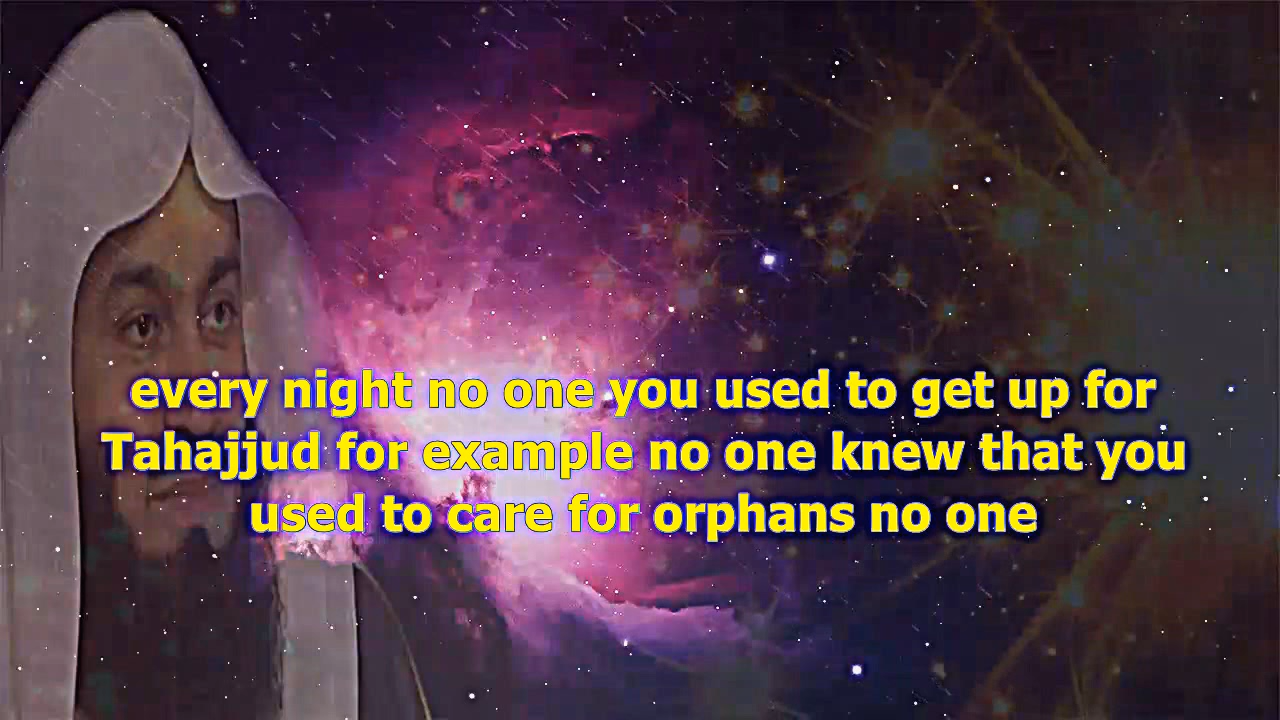 every night no one you used to get up for
Tahajjud for example no one knew that you
used to care for orphans no one